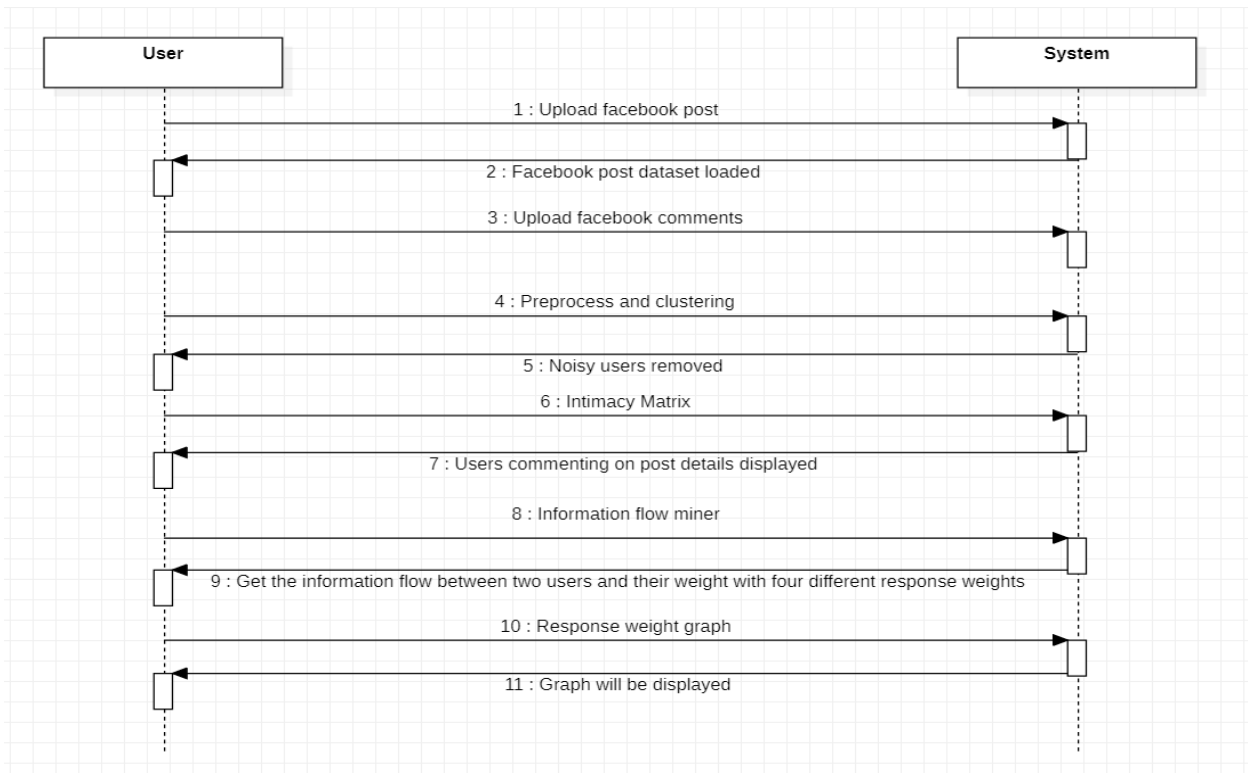 User
System
1 : Upload facebook post
2 : Facebook post dataset loaded
3 : Upload facebook comments
4 : Preprocess and clustering
5 : Noisy users removed
6 : Intimacy Matrix
7 : Users commenting on post details displayed
8 : Information flow miner
9 : Get the information flow between two users and their weight with four different response weights
10 : Response weight graph
11 : Graph will be displayed